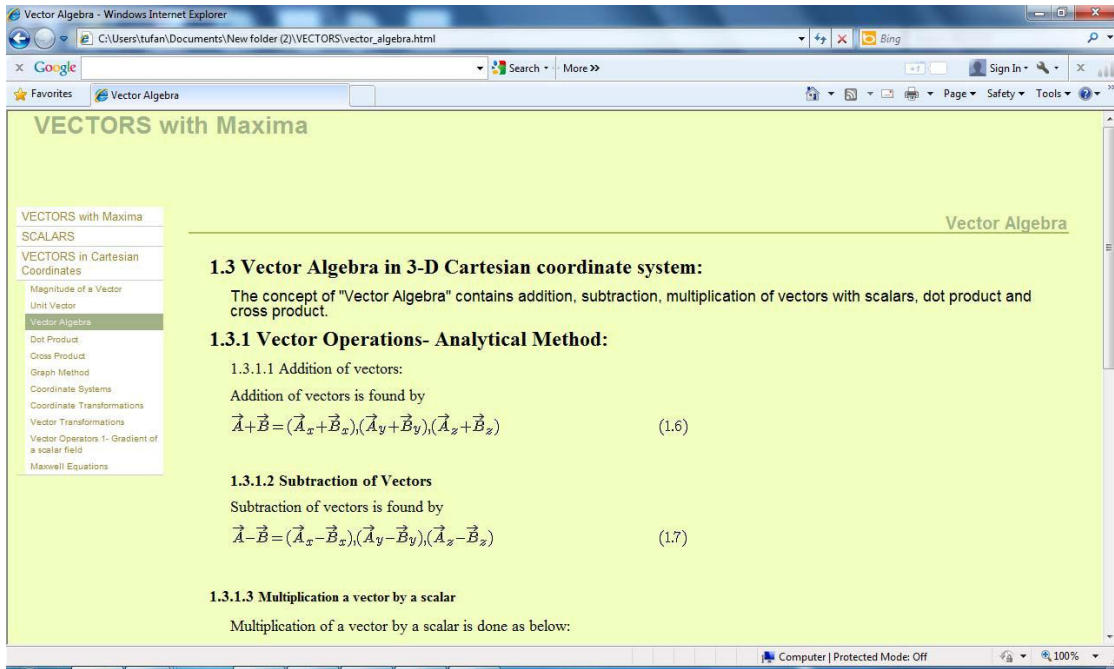 Vector Algebra - Windows Internet Explorer
C:\Users\tufan\Documents\New folder (2)\VECTORS\vector_algebra.html
Bing
x Google
Search
More >>
Sign In
x
Favorites
Vector Algebra
Page
Safety
Tools
VECTORS with Maxima
VECTORS with Maxima
SCALARS
VECTORS in Cartesian
Coordinates
Magnitude of a Vector
Unit Vector
Vector Algebra
Dot Product
Cross Product
Graph Method
Coordinate Systems
Coordinate Transformations
Vector Transformations
Vector Operators 1- Gradient of
a scalar field
Maxwell Equations
Vector Algebra
1.3 Vector Algebra in 3-D Cartesian coordinate system:
The concept of "Vector Algebra" contains addition, subtraction, multiplication of vectors with scalars, dot product and
cross product.
1.3.1 Vector Operations- Analytical Method:
1.3.1.1 Addition of vectors:
Addition of vectors is found by
A⃗+B⃗=(A⃗x+B⃗x),(A⃗y+B⃗y),(A⃗z+B⃗z) (1.6)
1.3.1.2 Subtraction of Vectors
Subtraction of vectors is found by
A⃗−B⃗=(A⃗x−B⃗x),(A⃗y−B⃗y),(A⃗z−B⃗z) (1.7)
1.3.1.3 Multiplication a vector by a scalar
Multiplication of a vector by a scalar is done as below:
Computer | Protected Mode: Off
100%